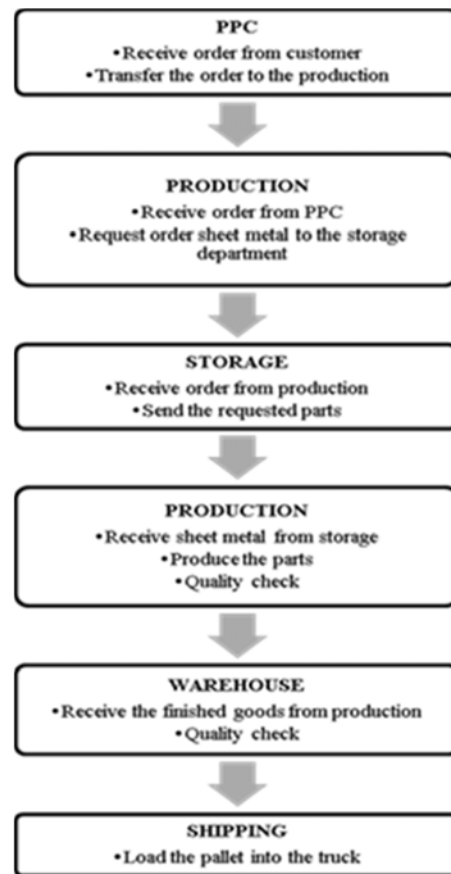 PPC
•Receive order from customer
•Transfer the order to the production
PRODUCTION
•Receive order from PPC
•Request order sheet metal to the storage
department
STORAGE
•Receive order from production
•Send the requested parts
PRODUCTION
•Receive sheet metal from storage
•Produce the parts
•Quality check
WAREHOUSE
•Receive the finished goods from production
•Quality check
SHIPPING
•Load the pallet into the truck